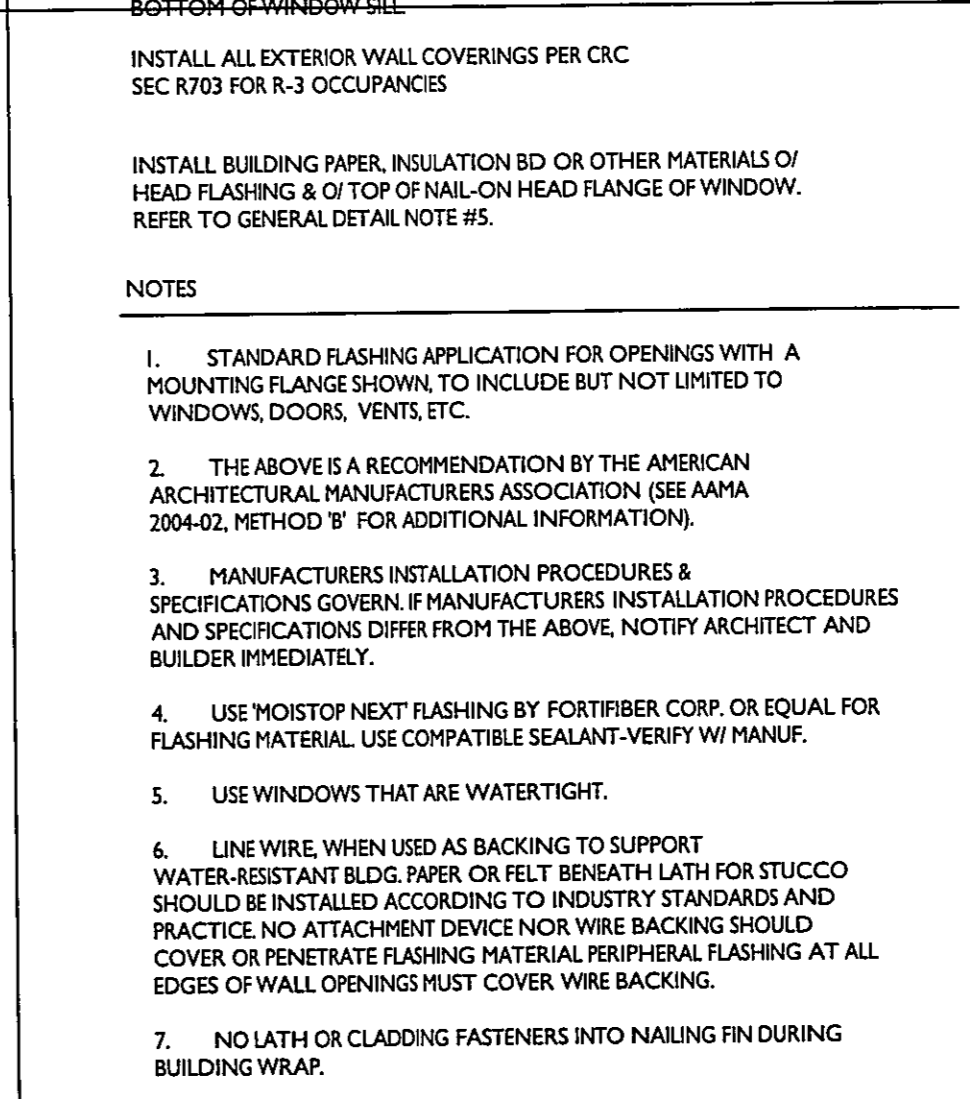 BOTTOM OF WINDOW SILL
INSTALL ALL EXTERIOR WALL COVERINGS PER CRC
SEC R703 FOR R-3 OCCUPANCIES
INSTALL BUILDING PAPER, INSULATION BD OR OTHER MATERIALS O/
HEAD FLASHING & O/ TOP OF NAIL-ON HEAD FLANGE OF WINDOW.
REFER TO GENERAL DETAIL NOTE #5.
NOTES
1. STANDARD FLASHING APPLICATION FOR OPENINGS WITH A
MOUNTING FLANGE SHOWN, TO INCLUDE BUT NOT LIMITED TO
WINDOWS, DOORS, VENTS, ETC.
2. THE ABOVE IS A RECOMMENDATION BY THE AMERICAN
ARCHITECTURAL MANUFACTURERS ASSOCIATION (SEE AAMA
2004-02, METHOD 'B' FOR ADDITIONAL INFORMATION).
3. MANUFACTURERS INSTALLATION PROCEDURES &
SPECIFICATIONS GOVERN. IF MANUFACTURERS INSTALLATION PROCEDURES
AND SPECIFICATIONS DIFFER FROM THE ABOVE, NOTIFY ARCHITECT AND
BUILDER IMMEDIATELY.
4. USE 'MOISTOP NEXT' FLASHING BY FORTIFIBER CORP. OR EQUAL FOR
FLASHING MATERIAL. USE COMPATIBLE SEALANT-VERIFY W/ MANUF.
5. USE WINDOWS THAT ARE WATERTIGHT.
6. LINE WIRE, WHEN USED AS BACKING TO SUPPORT
WATER-RESISTANT BLDG. PAPER OR FELT BENEATH LATH FOR STUCCO
SHOULD BE INSTALLED ACCORDING TO INDUSTRY STANDARDS AND
PRACTICE. NO ATTACHMENT DEVICE NOR WIRE BACKING SHOULD
COVER OR PENETRATE FLASHING MATERIAL PERIPHERAL FLASHING AT ALL
EDGES OF WALL OPENINGS MUST COVER WIRE BACKING.
7. NO LATH OR CLADDING FASTENERS INTO NAILING FIN DURING
BUILDING WRAP.